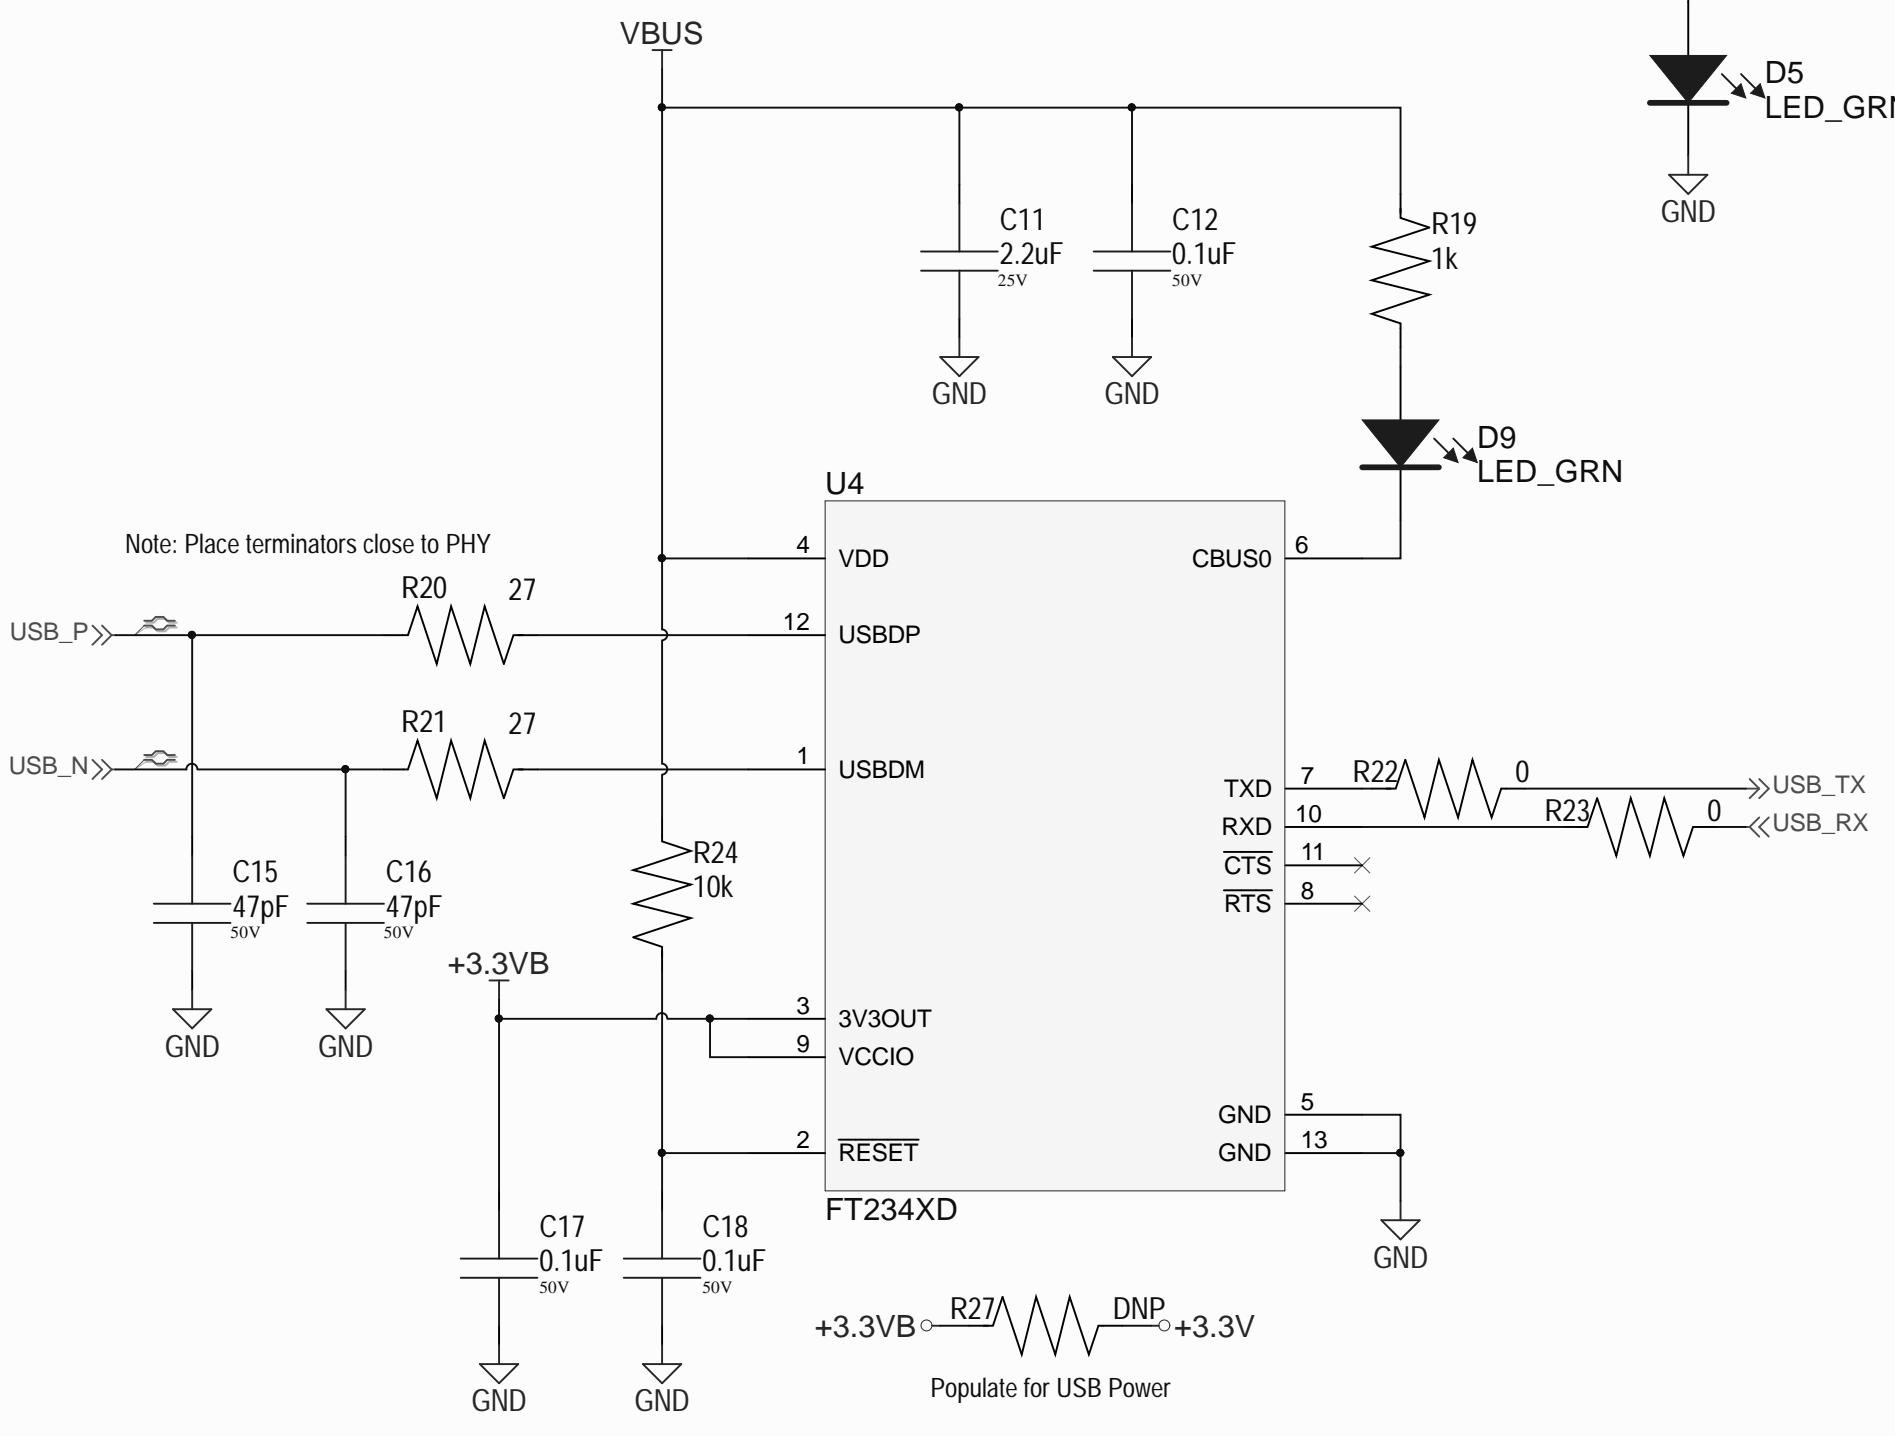 VBUS
D5
LED_GRN
GND
C11
2.2uF
25V
GND
C12
0.1uF
50V
GND
R19
1k
D9
LED_GRN
U4
Note: Place terminators close to PHY
4 VDD
CBUS0 6
R20 27
USB_P
12 USBDP
R21 27
USB_N
1 USBDM
TXD 7 R22 0 USB_TX
RXD 10 R23 0 USB_RX
CTS 11
RTS 8
C15
47pF
50V
GND
C16
47pF
50V
GND
R24
10k
+3.3VB
3 3V3OUT
9 VCCIO
GND 5
2 RESET
GND 13
FT234XD
GND
C17
0.1uF
50V
GND
C18
0.1uF
50V
GND
+3.3VB R27 DNP +3.3V
Populate for USB Power